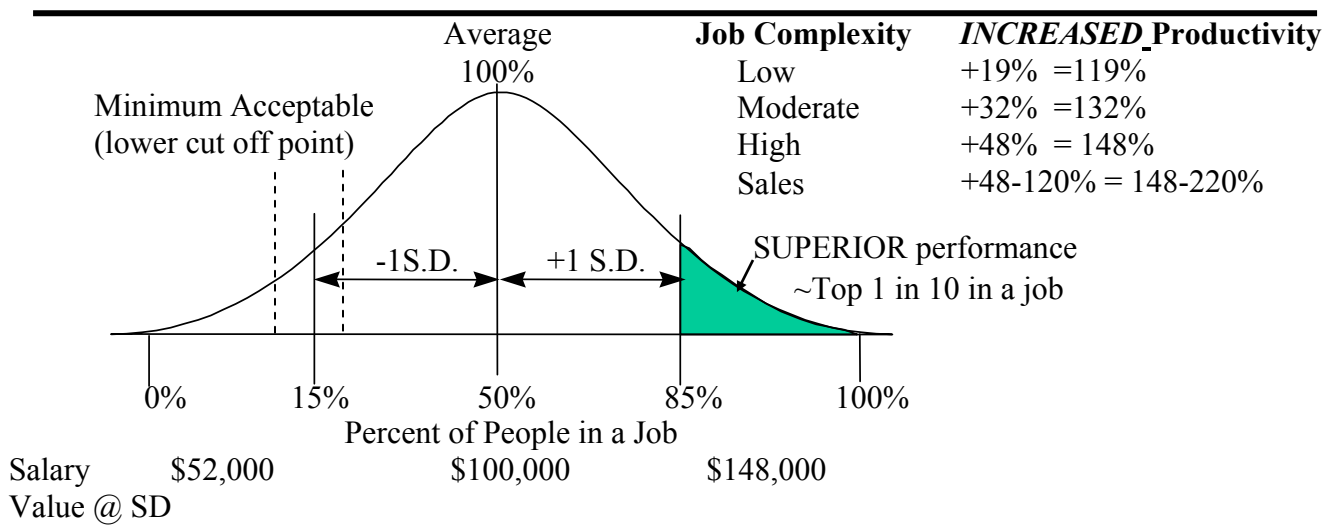 Average
100%
Job Complexity INCREASED Productivity
Low +19% =119%
Moderate +32% =132%
High +48% = 148%
Sales +48-120% = 148-220%
Minimum Acceptable
(lower cut off point)
-1S.D. +1 S.D.
SUPERIOR performance
~Top 1 in 10 in a job
0% 15% 50% 85% 100%
Percent of People in a Job
Salary $52,000 $100,000 $148,000
Value @ SD